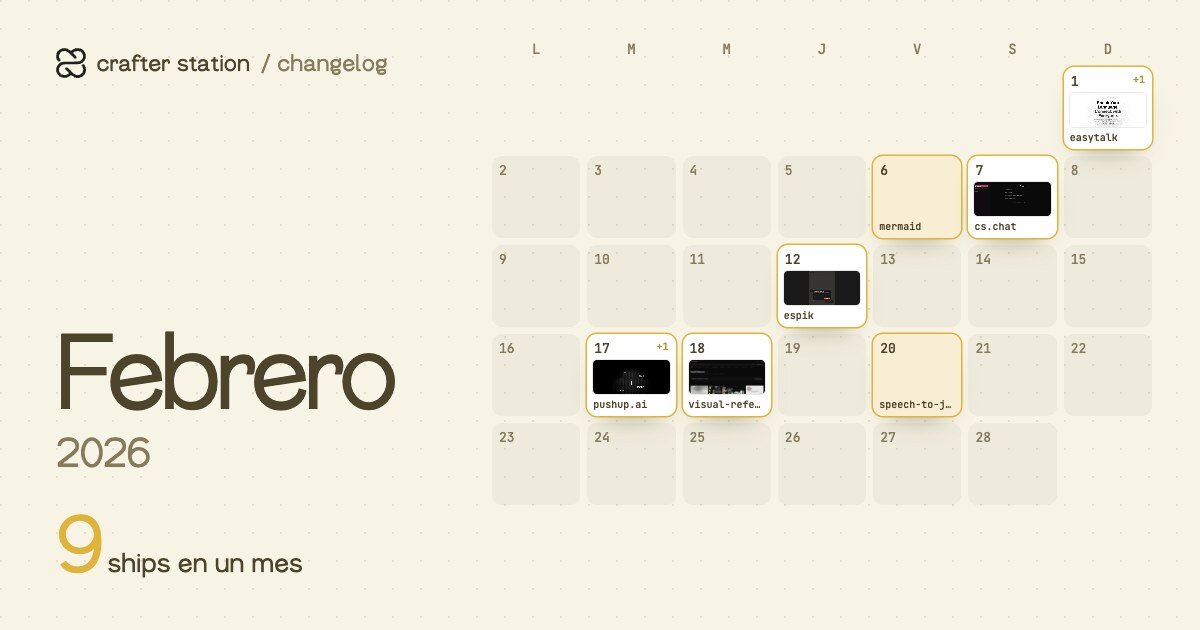 crafter station / changelog
L M M J V S D
1 +1
easytalk
2 3 4 5 6 7 8
mermaid cs.chat
9 10 11 12 13 14 15
espik
16 17 +1 18 19 20 21 22
pushup.ai visual-refe… speech-to-j…
23 24 25 26 27 28
Febrero
2026
9 ships en un mes